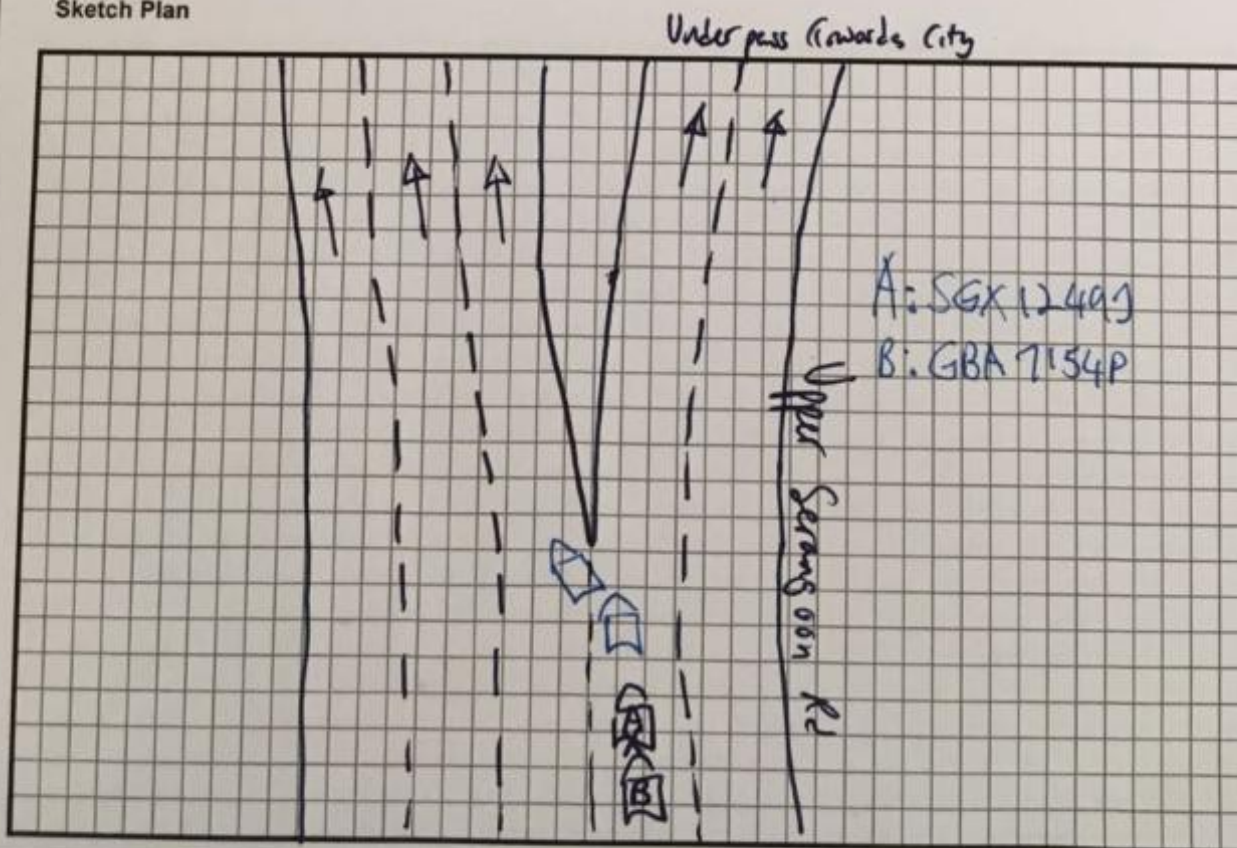 Sketch Plan
Underpass (Towards City
A: SGX 1249J
B: GBA 7154P
Upper Serangoon Rd
A
B